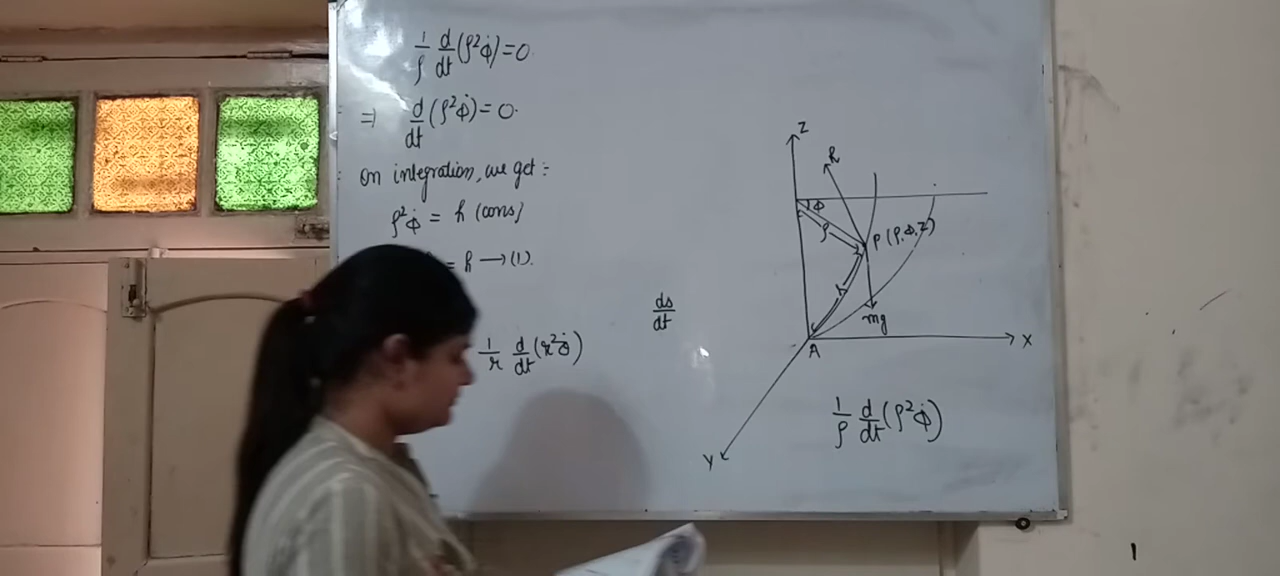 1/ρ d/dt(ρ²φ̇)=0.
⇒ d/dt(ρ²φ̇)=0.
On integration, we get:
ρ²φ̇ = h (cons)
= h →(1).
1/r d/dt(r²θ̇)
ds/dt
Z
R
φ
ρ
P(ρ,φ,z)
mg
A
X
Y
1/ρ d/dt(ρ²φ̇)